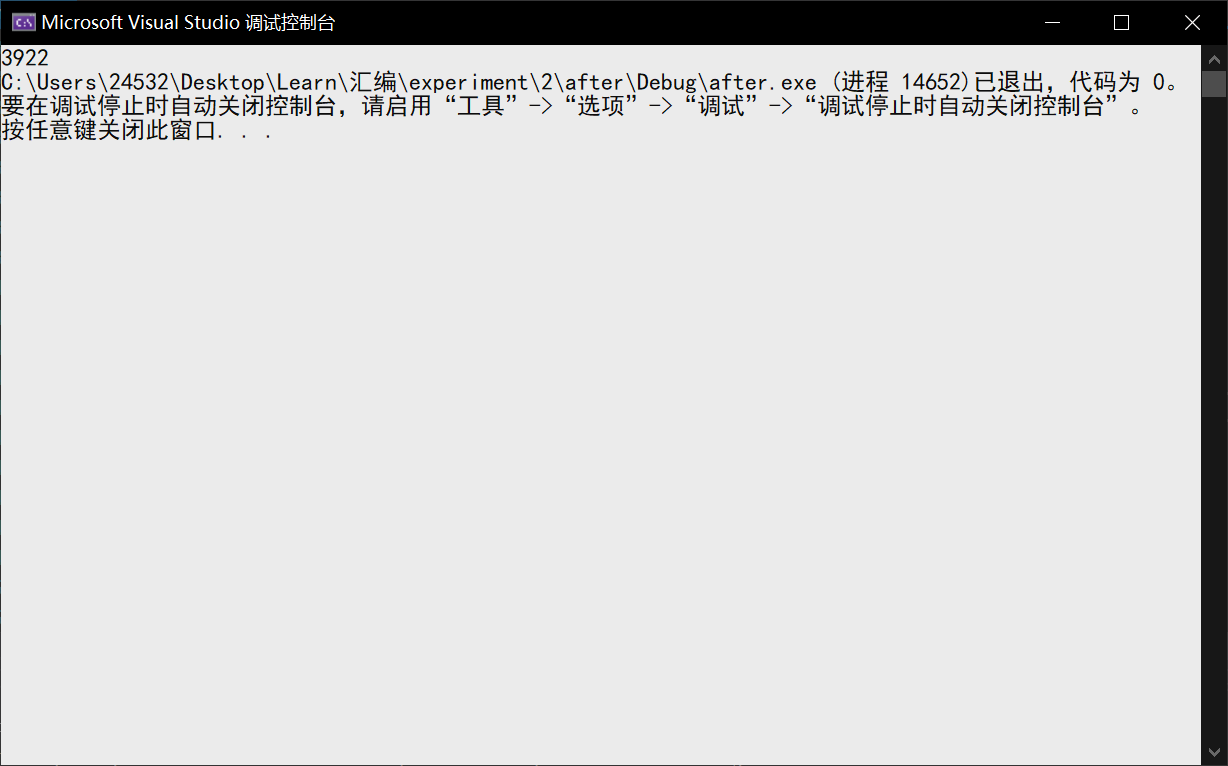 Microsoft Visual Studio 调试控制台
3922
C:\Users\24532\Desktop\Learn\汇编\experiment\2\after\Debug\after.exe (进程 14652)已退出，代码为 0。
要在调试停止时自动关闭控制台，请启用“工具”->“选项”->“调试”->“调试停止时自动关闭控制台”。
按任意键关闭此窗口. . .